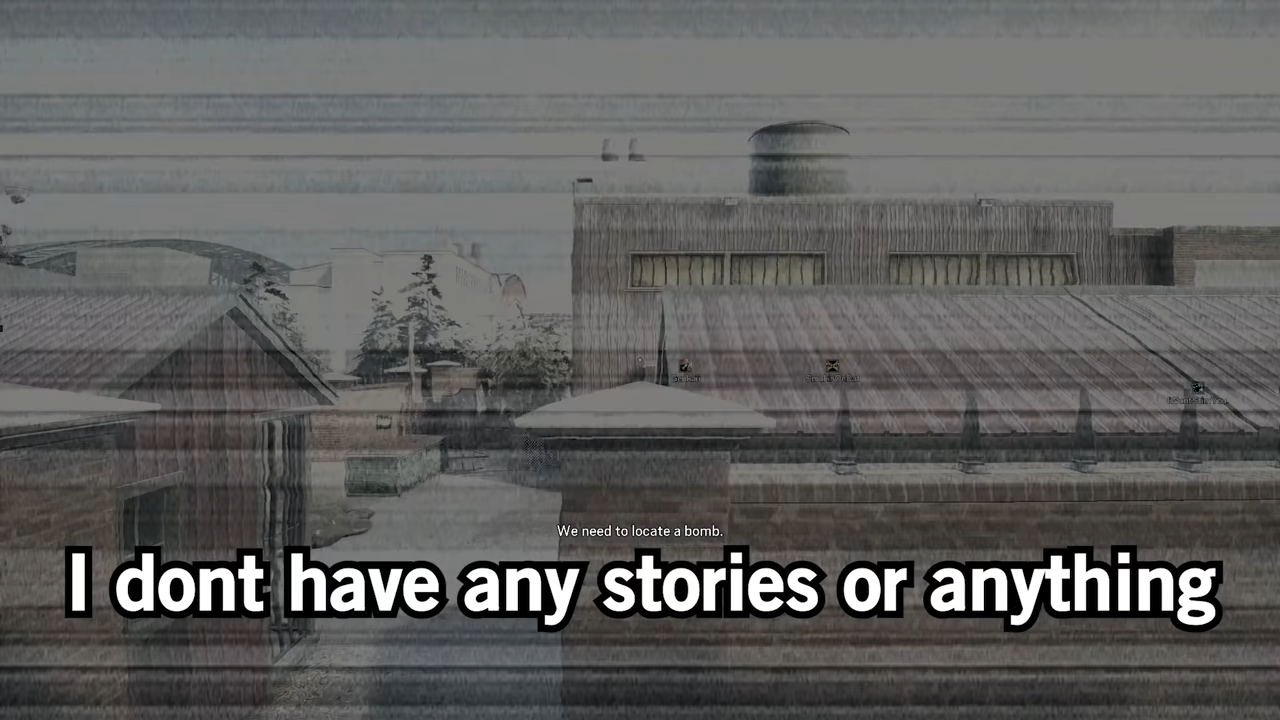 We need to locate a bomb.
I dont have any stories or anything